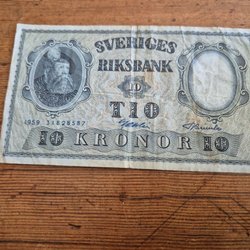 SVERIGES
RIKSBANK
10
TIO
1959 31828587
10 KRONOR 10